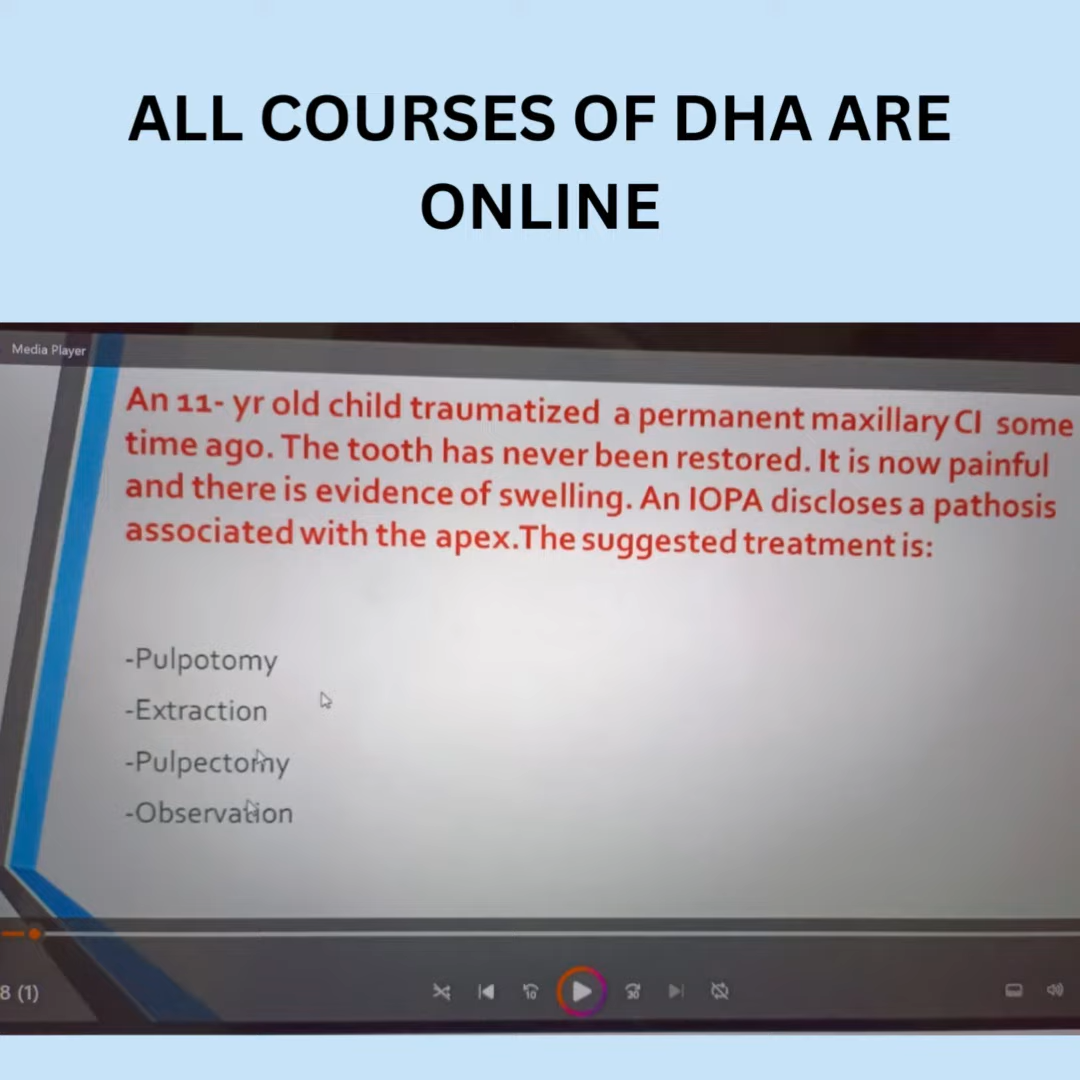 ALL COURSES OF DHA ARE
ONLINE
Media Player
An 11- yr old child traumatized a permanent maxillary CI some
time ago. The tooth has never been restored. It is now painful
and there is evidence of swelling. An IOPA discloses a pathosis
associated with the apex.The suggested treatment is:
-Pulpotomy
-Extraction
-Pulpectomy
-Observation
8 (1)
10
30